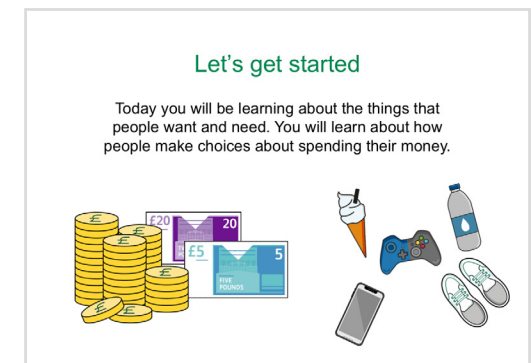 Let's get started
Today you will be learning about the things that
people want and need. You will learn about how
people make choices about spending their money.
£20
20
£5
5
FIVE
POUNDS
£
£
£
£
£
£